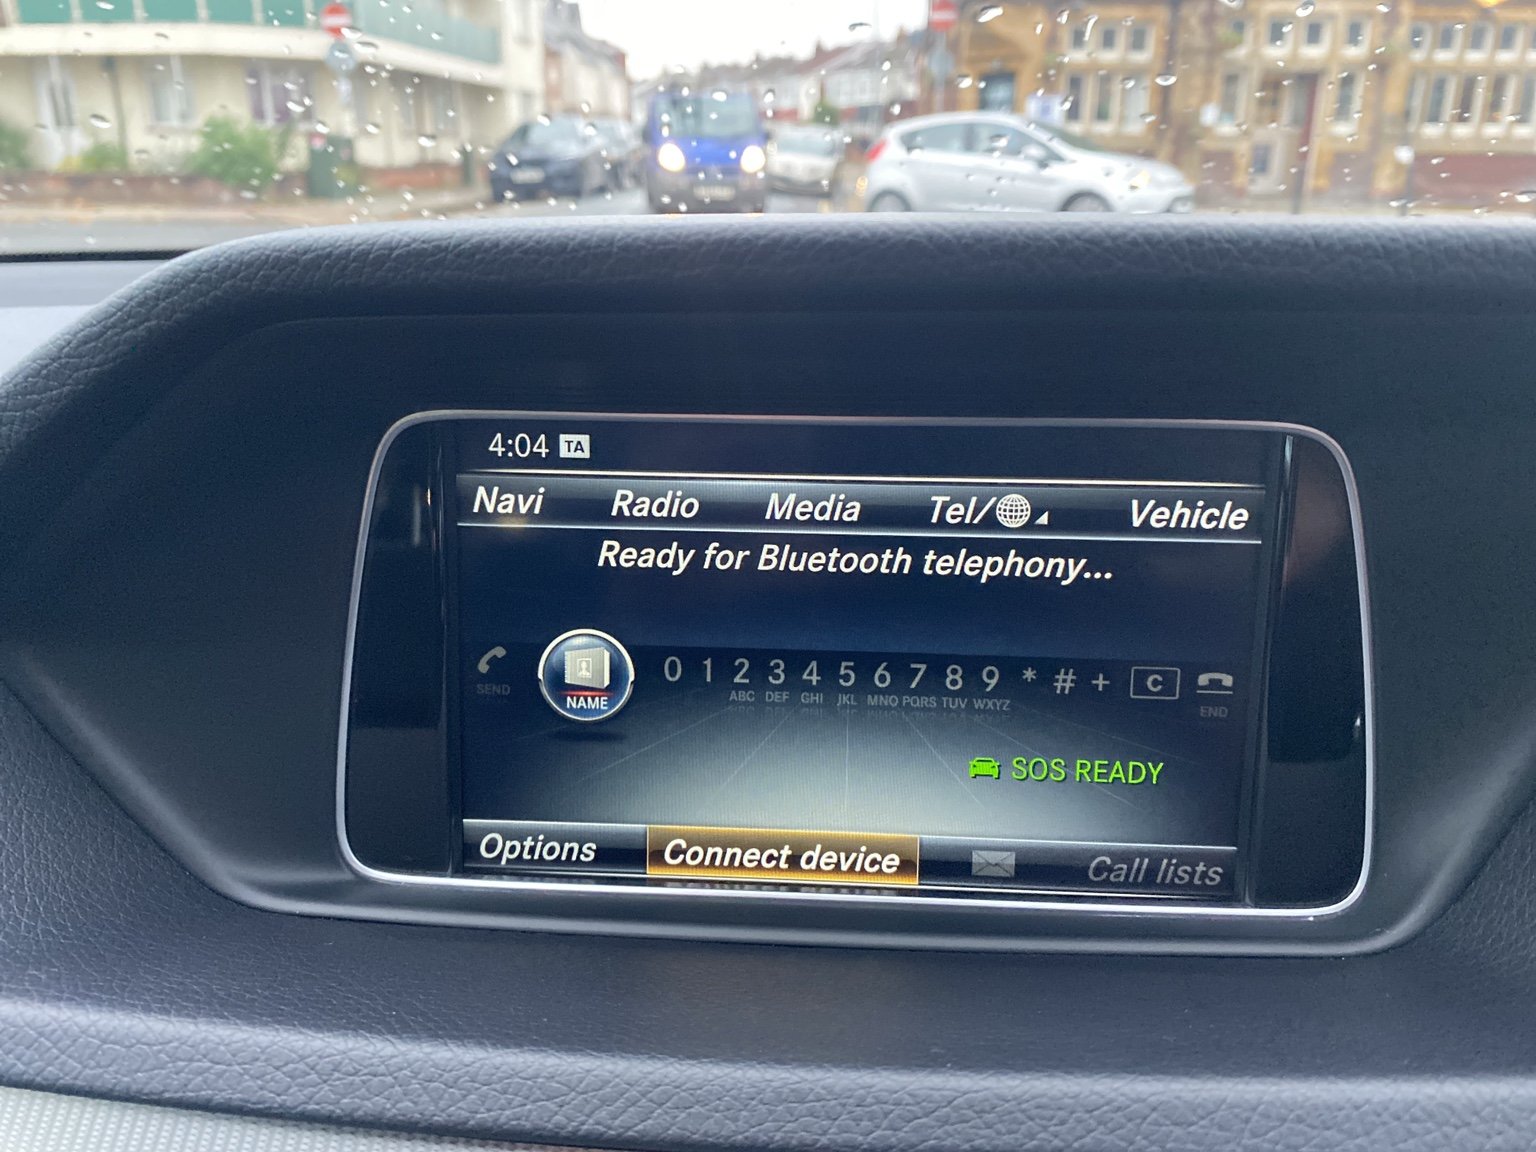 4:04 TA
Navi Radio Media Tel/ Vehicle
Ready for Bluetooth telephony...
0 1 2 3 4 5 6 7 8 9 * # + C
SEND NAME ABC DEF GHI JKL MNO PQRS TUV WXYZ END
SOS READY
Options Connect device Call lists